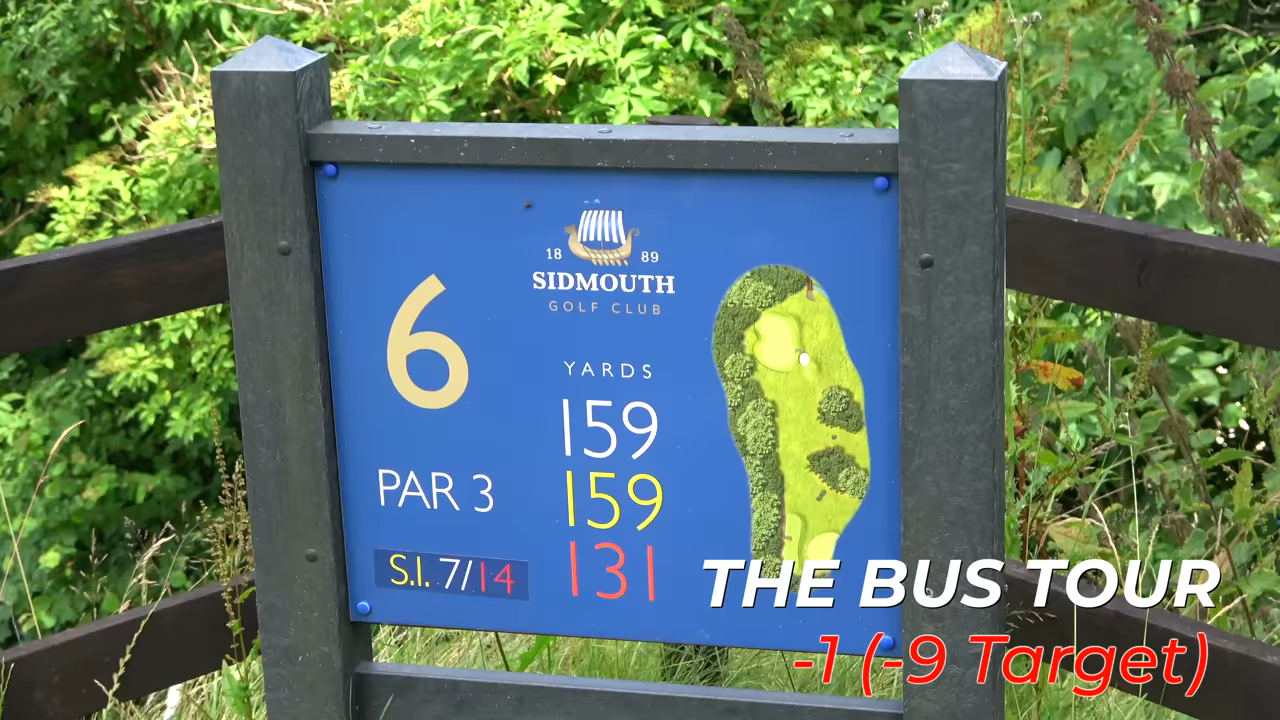 18 89
SIDMOUTH
GOLF CLUB
6
YARDS
159
PAR 3
159
S.I. 7/14
131
THE BUS TOUR
-1 (-9 Target)